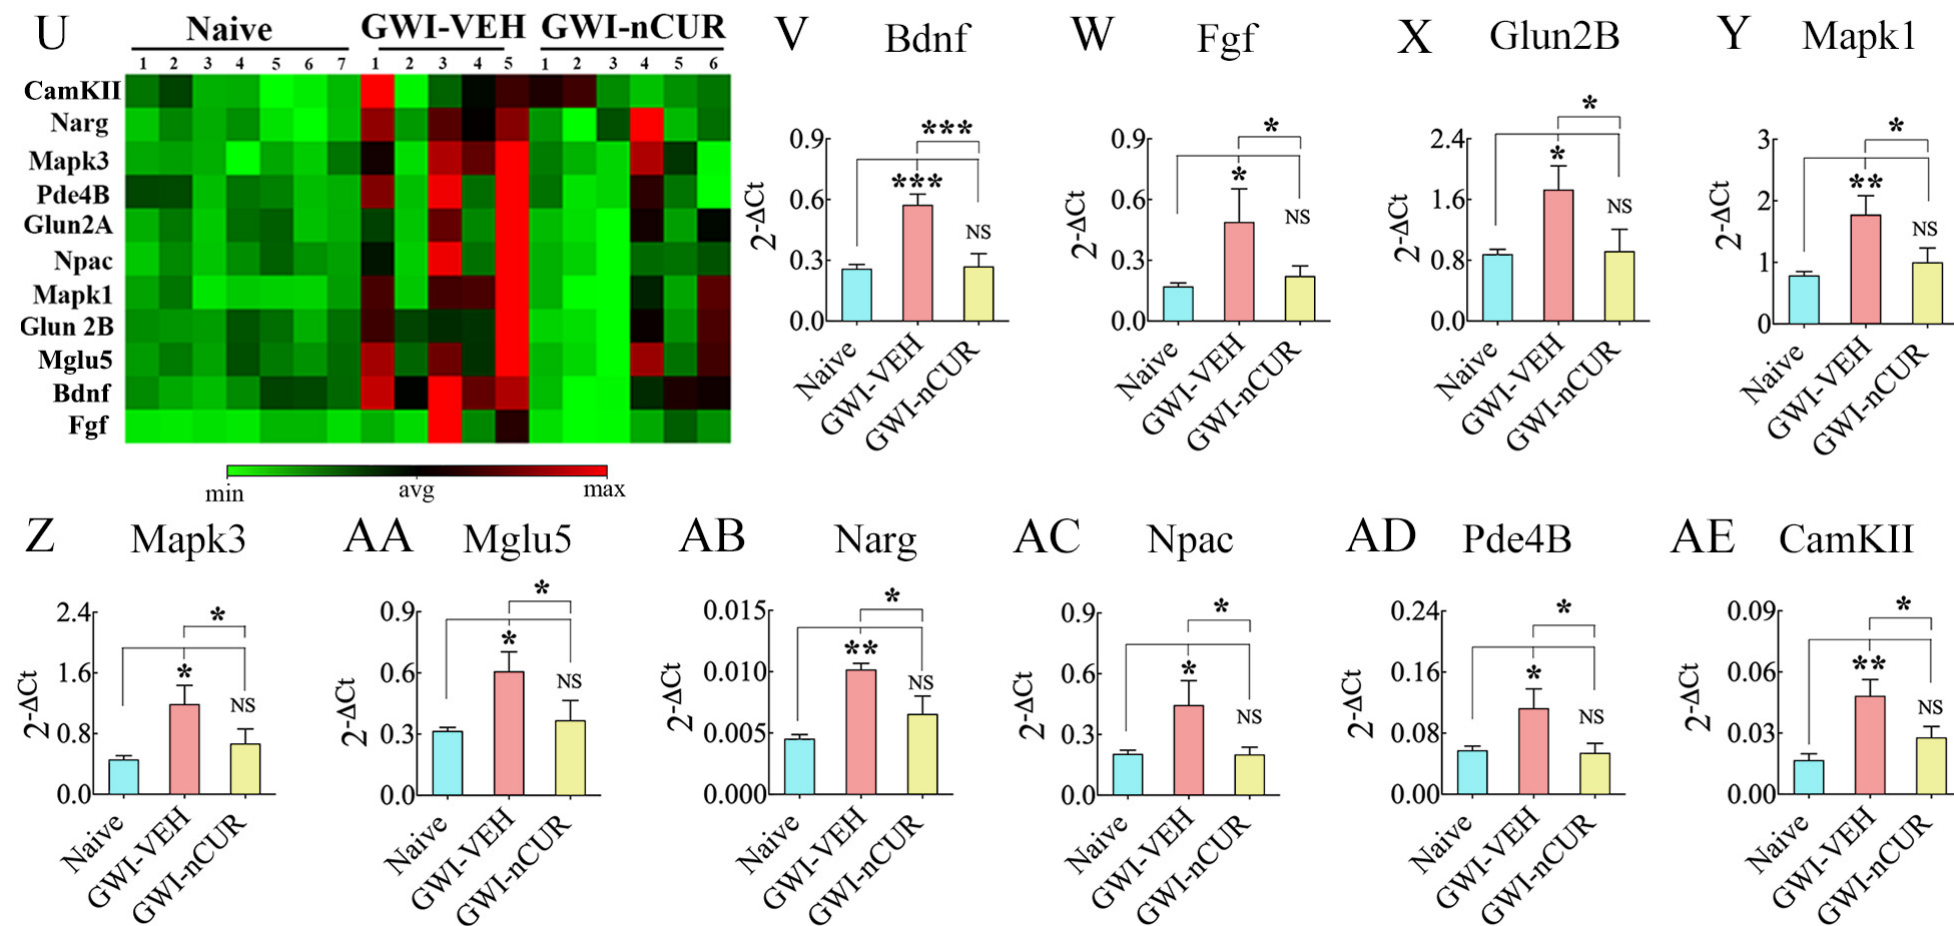 U Naive GWI-VEH GWI-nCUR
1 2 3 4 5 6 7 1 2 3 4 5 1 2 3 4 5 6
CamKII
Narg
Mapk3
Pde4B
Glun2A
Npac
Mapk1
Glun 2B
Mglu5
Bdnf
Fgf
min avg max
V Bdnf
2-ΔCt
0.9
0.6
0.3
0.0
***
***
NS
Naive GWI-VEH GWI-nCUR
W Fgf
2-ΔCt
0.9
0.6
0.3
0.0
*
*
NS
Naive GWI-VEH GWI-nCUR
X Glun2B
2-ΔCt
2.4
1.6
0.8
0.0
*
*
NS
Naive GWI-VEH GWI-nCUR
Y Mapk1
2-ΔCt
3
2
1
0
*
**
NS
Naive GWI-VEH GWI-nCUR
Z Mapk3
2-ΔCt
2.4
1.6
0.8
0.0
*
*
NS
Naive GWI-VEH GWI-nCUR
AA Mglu5
2-ΔCt
0.9
0.6
0.3
0.0
*
*
NS
Naive GWI-VEH GWI-nCUR
AB Narg
2-ΔCt
0.015
0.010
0.005
0.000
*
**
NS
Naive GWI-VEH GWI-nCUR
AC Npac
2-ΔCt
0.9
0.6
0.3
0.0
*
*
NS
Naive GWI-VEH GWI-nCUR
AD Pde4B
2-ΔCt
0.24
0.16
0.08
0.00
*
*
NS
Naive GWI-VEH GWI-nCUR
AE CamKII
2-ΔCt
0.09
0.06
0.03
0.00
*
**
NS
Naive GWI-VEH GWI-nCUR